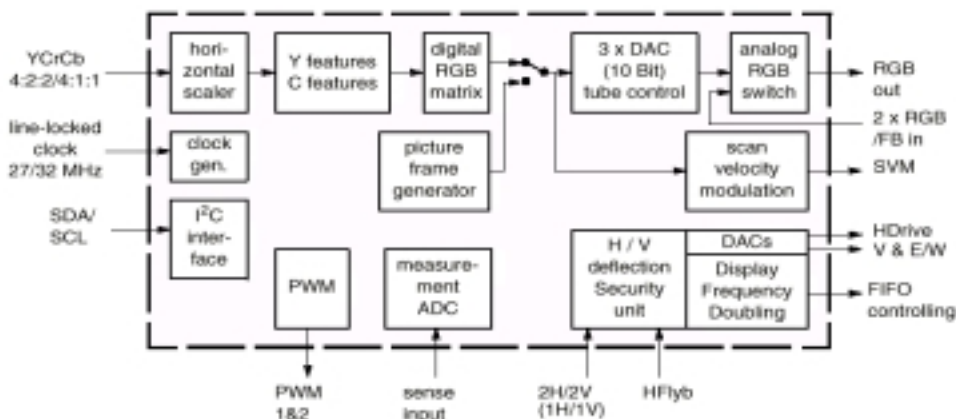 YCrCb
4:2:2/4:1:1
hori-
zontal
scaler
Y features
C features
digital
RGB
matrix
3 x DAC
(10 Bit)
tube control
analog
RGB
switch
RGB
out
2 x RGB
/FB in
line-locked
clock
27/32 MHz
clock
gen.
picture
frame
generator
scan
velocity
modulation
SVM
SDA/
SCL
I²C
inter-
face
PWM
measure-
ment
ADC
H / V
deflection
Security
unit
DACs
Display
Frequency
Doubling
HDrive
V & E/W
FIFO
controlling
PWM
1&2
sense
input
2H/2V
(1H/1V)
HFlyb